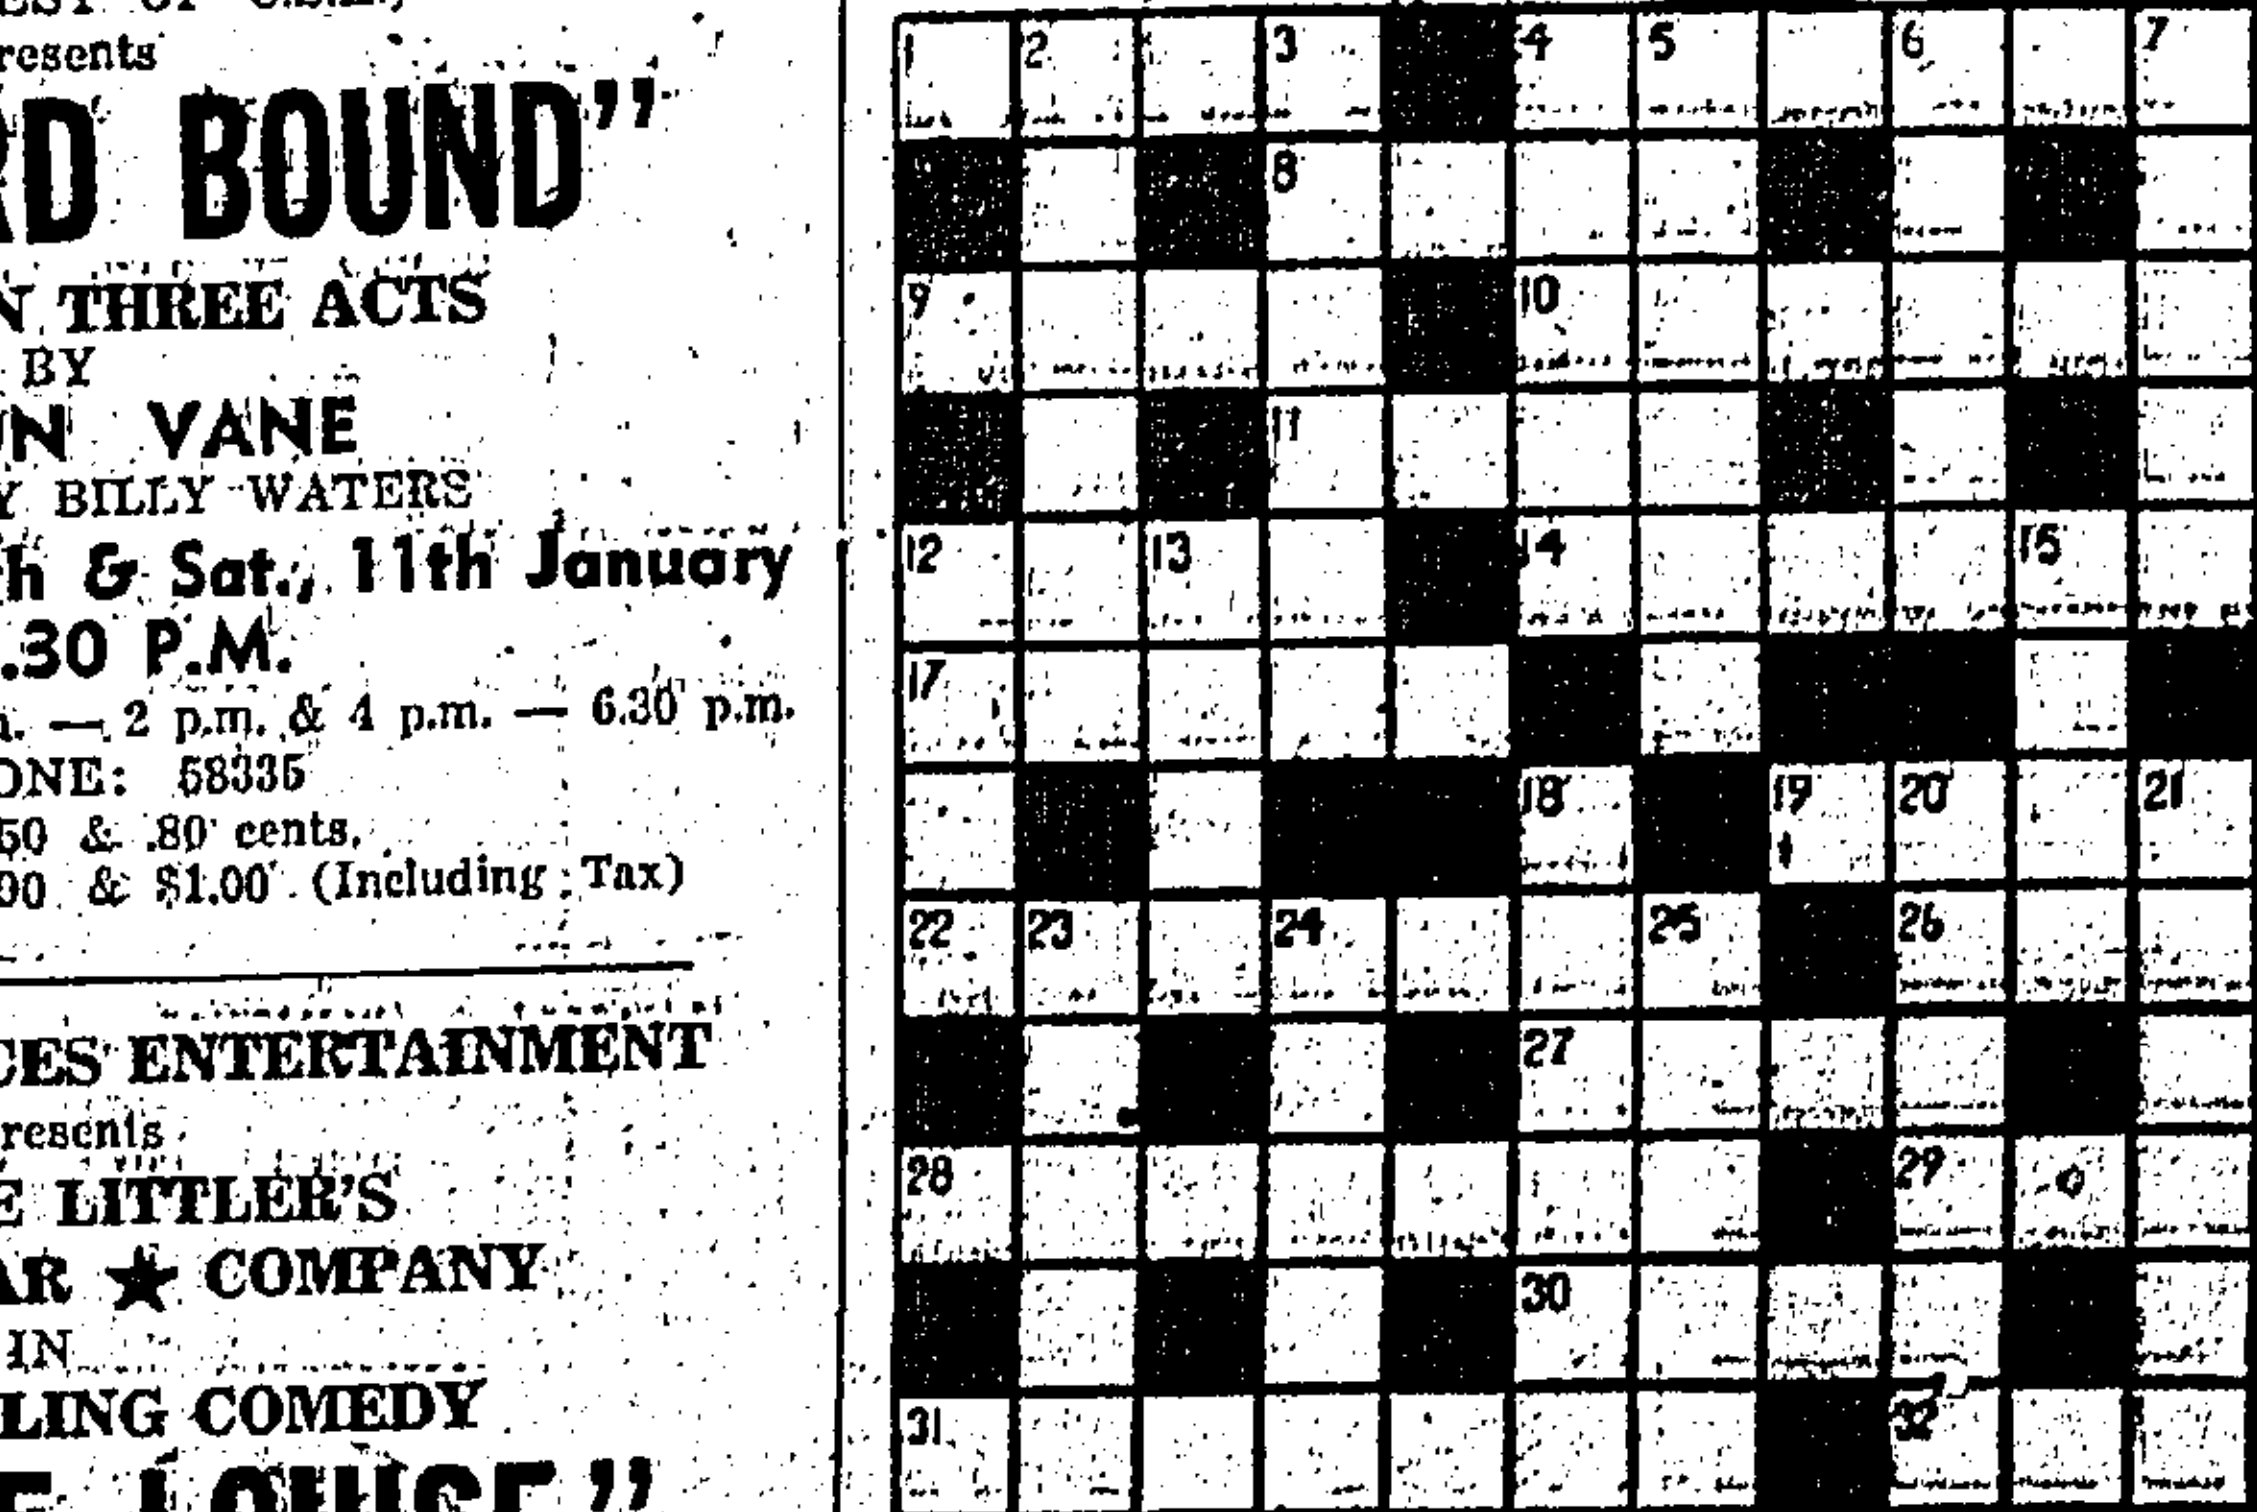 resents
RD BOUND"
N THREE ACTS
BY
VANE
Y BILLY WATERS
th & Sat., 11th January
.30 P.M.
— 2 p.m. & 4 p.m. — 6.30 p.m.
ONE: 58335
50 & .80 cents.
00 & $1.00 (Including Tax)
CES ENTERTAINMENT
resents
E LITTLER'S
AR ★ COMPANY
IN
LING COMEDY
LOUISE"
1 2 3 4 5 6 7
8
9 10
11
12 13 14 15
17
18 19 20 21
22 23 24 25 26
27
28 29
30
31 32